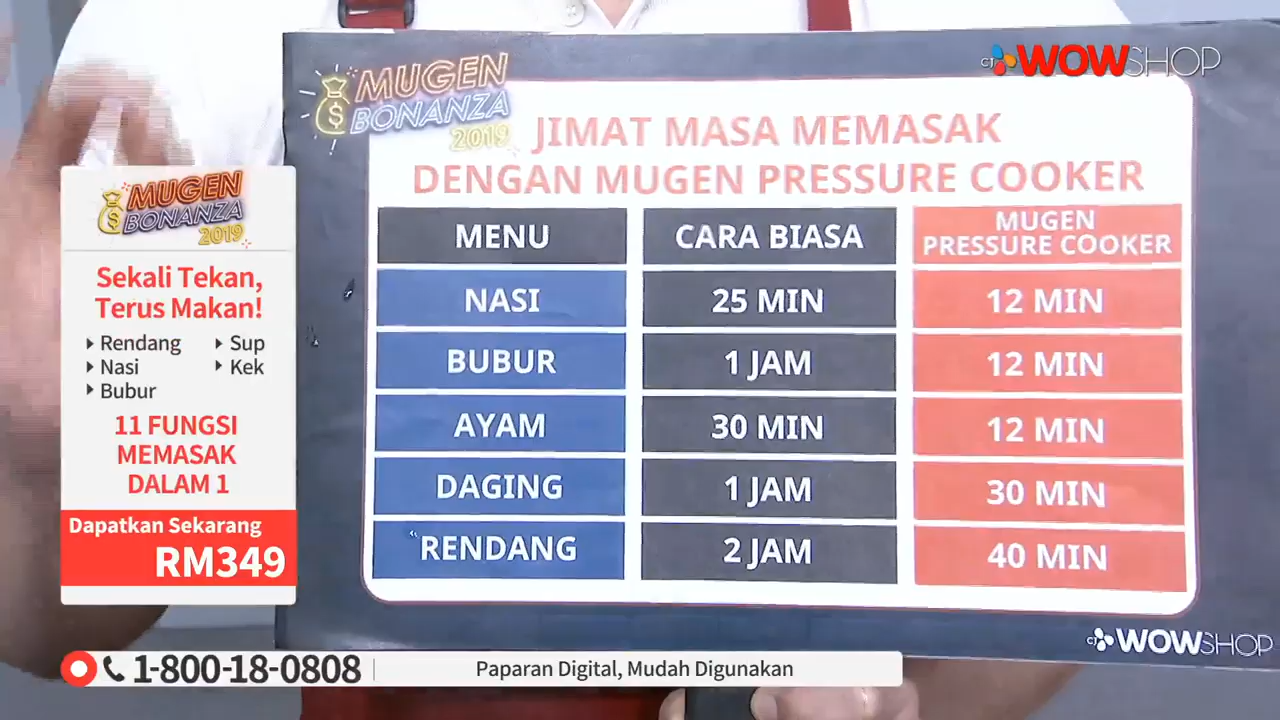 MUGEN
BONANZA
2019
CJ WOWSHOP
JIMAT MASA MEMASAK
DENGAN MUGEN PRESSURE COOKER
MENU CARA BIASA MUGEN PRESSURE COOKER
NASI 25 MIN 12 MIN
BUBUR 1 JAM 12 MIN
AYAM 30 MIN 12 MIN
DAGING 1 JAM 30 MIN
RENDANG 2 JAM 40 MIN
CJ WOWSHOP
MUGEN
BONANZA
2019
Sekali Tekan,
Terus Makan!
Rendang
Nasi
Bubur
Sup
Kek
11 FUNGSI
MEMASAK
DALAM 1
Dapatkan Sekarang
RM349
1-800-18-0808
Paparan Digital, Mudah Digunakan